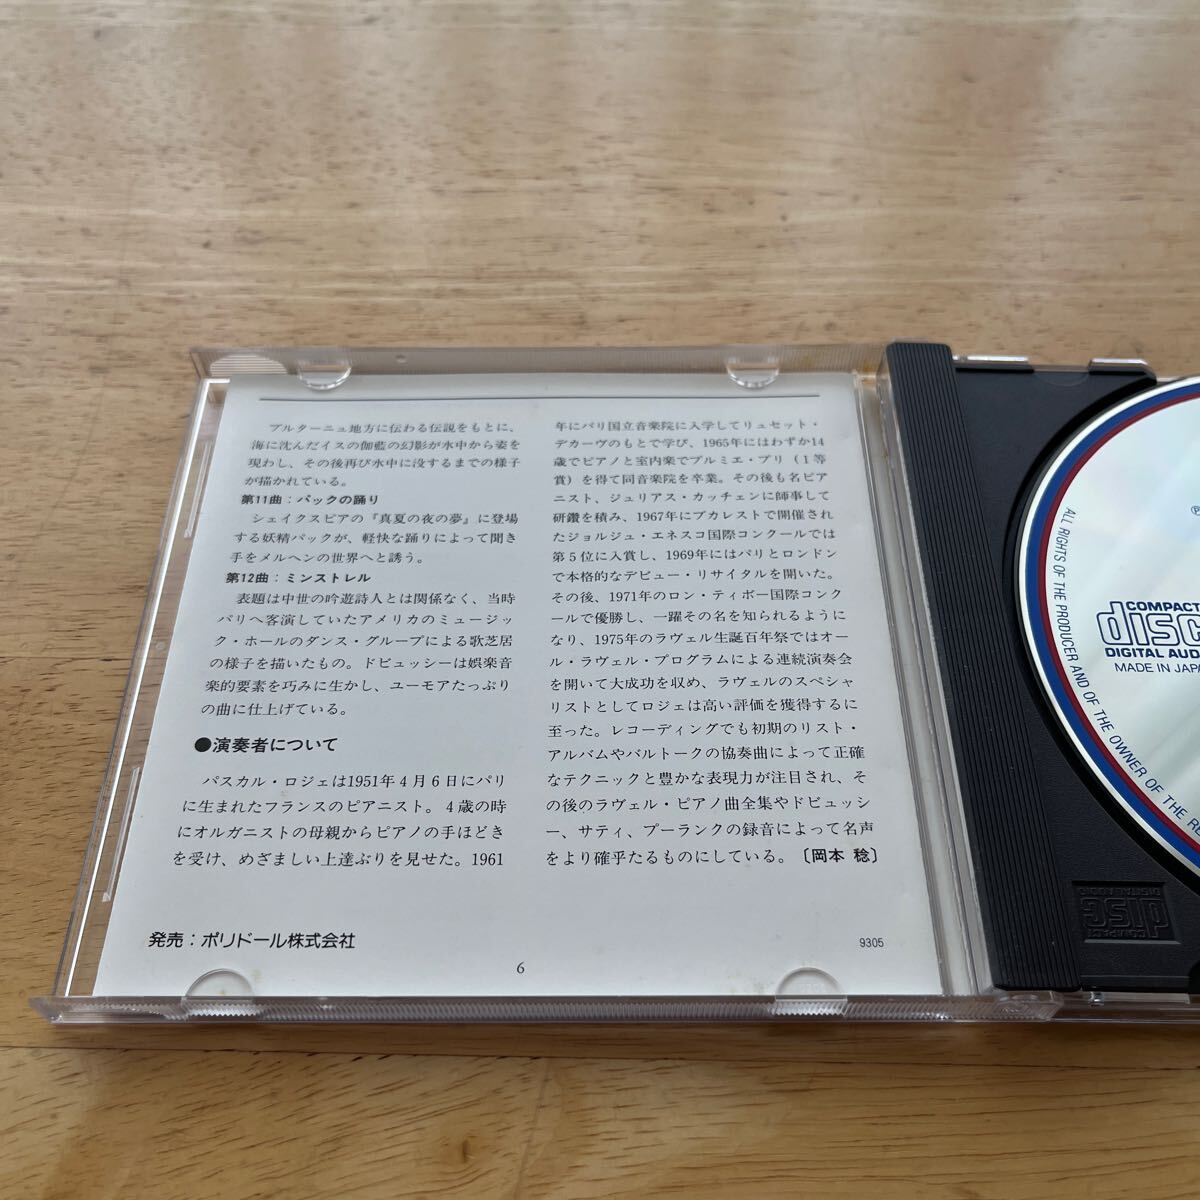 ブルターニュ地方に伝わる伝説をもとに、
海に沈んだイスの伽藍の幻影が水中から姿を
現わし、その後再び水中に没するまでの様子
が描かれている。
第11曲：パックの踊り
シェイクスピアの『真夏の夜の夢』に登場
する妖精パックが、軽快な踊りによって聞き
手をメルヘンの世界へと誘う。
第12曲：ミンストレル
表題は中世の吟遊詩人とは関係なく、当時
パリへ客演していたアメリカのミュージッ
ク・ホールのダンス・グループによる歌芝居
の様子を描いたもの。ドビュッシーは娯楽音
楽的要素を巧みに生かし、ユーモアたっぷり
の曲に仕上げている。
●演奏者について
パスカル・ロジェは1951年4月6日にパリ
に生まれたフランスのピアニスト。4歳の時
にオルガニストの母親からピアノの手ほどき
を受け、めざましい上達ぶりを見せた。1961
年にパリ国立音楽院に入学してリュセット・
デカーヴのもとで学び、1965年にはわずか14
歳でピアノと室内楽でプルミエ・プリ（1等
賞）を得て同音楽院を卒業。その後も名ピア
ニスト、ジュリアス・カッチェンに師事して
研鑽を積み、1967年にブカレストで開催され
たジョルジュ・エネスコ国際コンクールでは
第5位に入賞し、1969年にはパリとロンドン
で本格的なデビュー・リサイタルを開いた。
その後、1971年のロン・ティボー国際コンク
ールで優勝し、一躍その名を知られるように
なり、1975年のラヴェル生誕百年祭ではオー
ル・ラヴェル・プログラムによる連続演奏会
を開いて大成功を収め、ラヴェルのスペシャ
リストとしてロジェは高い評価を獲得するに
至った。レコーディングでも初期のリスト・
アルバムやバルトークの協奏曲によって正確
なテクニックと豊かな表現力が注目され、そ
の後のラヴェル・ピアノ曲全集やドビュッシ
ー、サティ、プーランクの録音によって名声
をより確乎たるものにしている。〔岡本 稔〕
発売：ポリドール株式会社
9305
6
℗
COMPACT
disc
DIGITAL AUD
MADE IN JAPA
ALL RIGHTS OF THE PRODUCER AND OF THE OWNER OF THE RE
COMPACT
disc
DIGITAL AUDIO